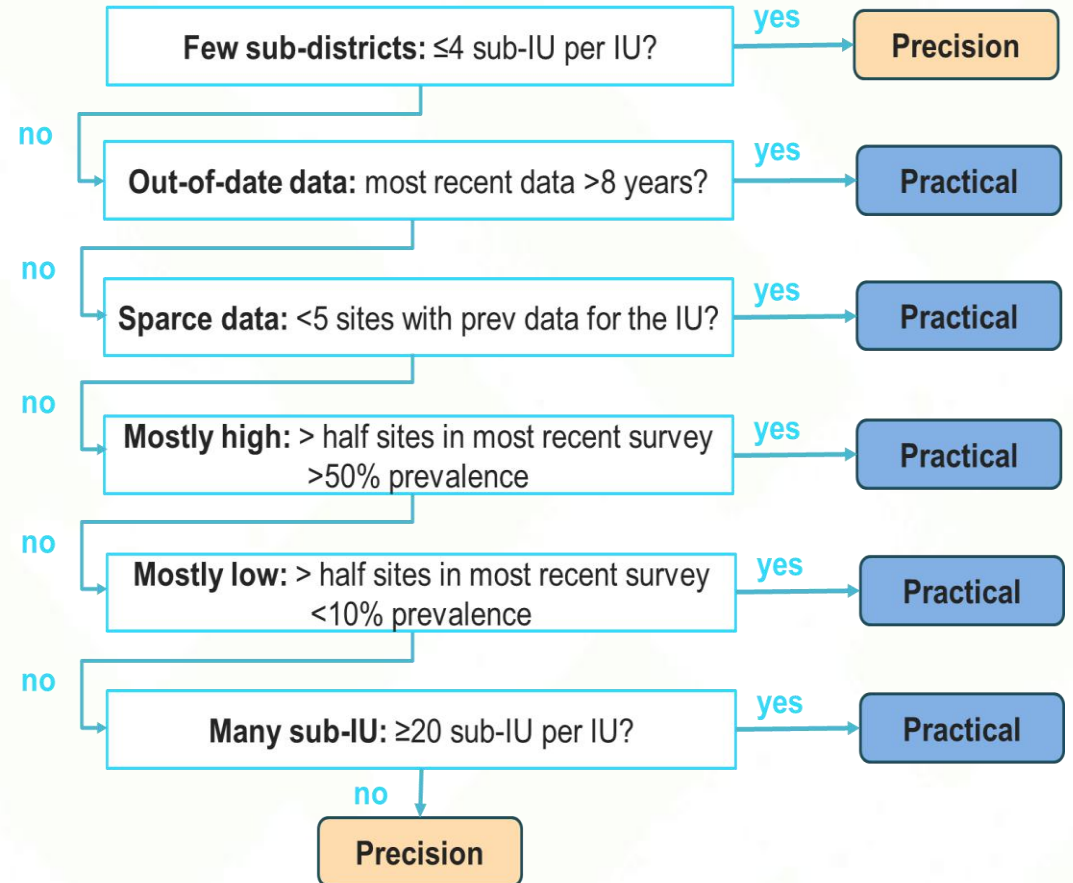 Few sub-districts: ≤4 sub-IU per IU?
yes
Precision
no
Out-of-date data: most recent data >8 years?
yes
Practical
no
Sparce data: <5 sites with prev data for the IU?
yes
Practical
no
Mostly high: > half sites in most recent survey
>50% prevalence
yes
Practical
no
Mostly low: > half sites in most recent survey
<10% prevalence
yes
Practical
no
Many sub-IU: ≥20 sub-IU per IU?
yes
Practical
no
Precision